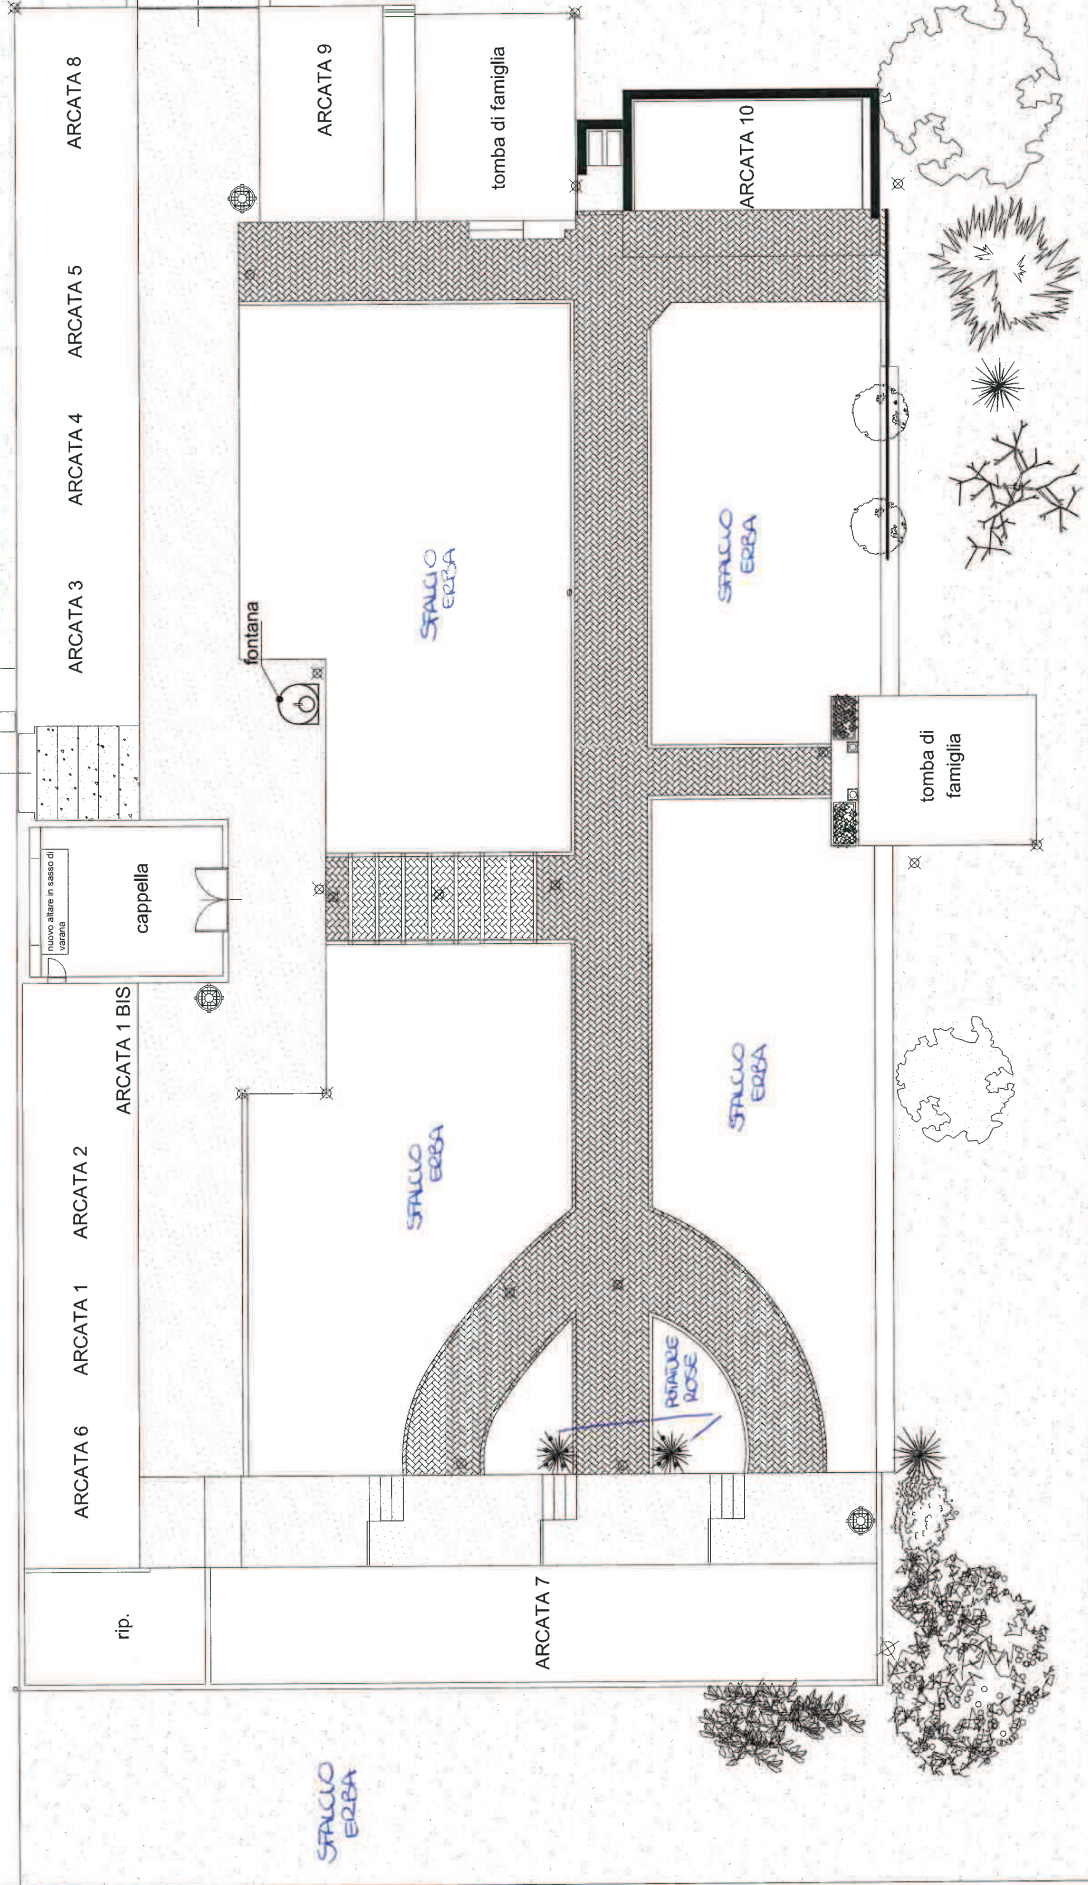 ARCATA 8
ARCATA 5
ARCATA 4
ARCATA 3
nuovo altare in sasso di
varana
cappella
ARCATA 1 BIS
ARCATA 2
ARCATA 1
ARCATA 6
rip.
ARCATA 9
tomba di famiglia
ARCATA 10
fontana
SFALCIO
ERBA
SFALCIO
ERBA
tomba di
famiglia
SFALCIO
ERBA
SFALCIO
ERBA
POTATURE
ROSE
ARCATA 7
SFALCIO
ERBA